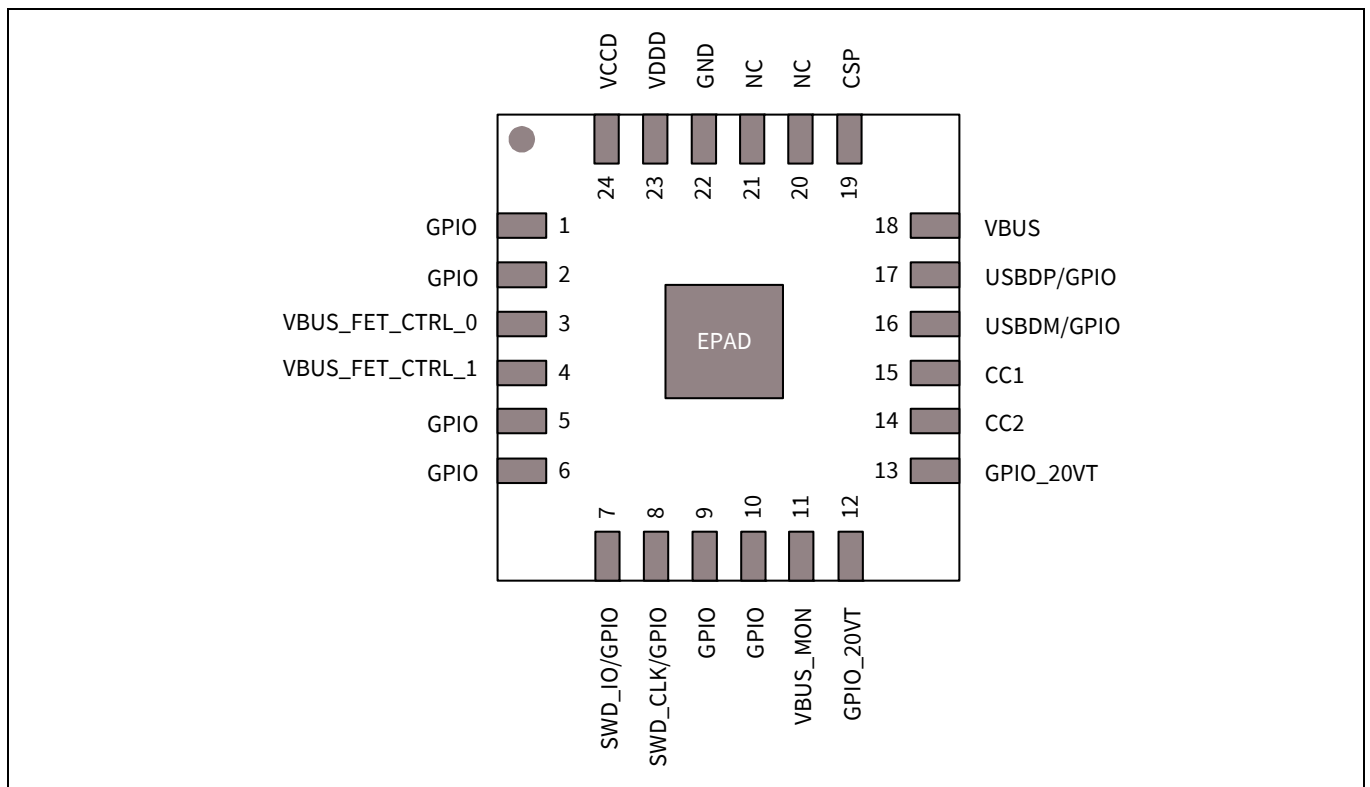 VCCD
VDDD
GND
NC
NC
CSP
24
23
22
21
20
19
GPIO 1
GPIO 2
VBUS_FET_CTRL_0 3
VBUS_FET_CTRL_1 4
GPIO 5
GPIO 6
EPAD
18 VBUS
17 USBDP/GPIO
16 USBDM/GPIO
15 CC1
14 CC2
13 GPIO_20VT
7
8
9
10
11
12
SWD_IO/GPIO
SWD_CLK/GPIO
GPIO
GPIO
VBUS_MON
GPIO_20VT